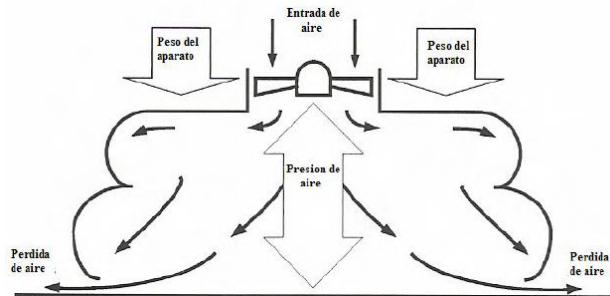 Entrada de
aire
Peso del
aparato
Peso del
aparato
Presion de
aire
Perdida
de aire
Perdida
de aire